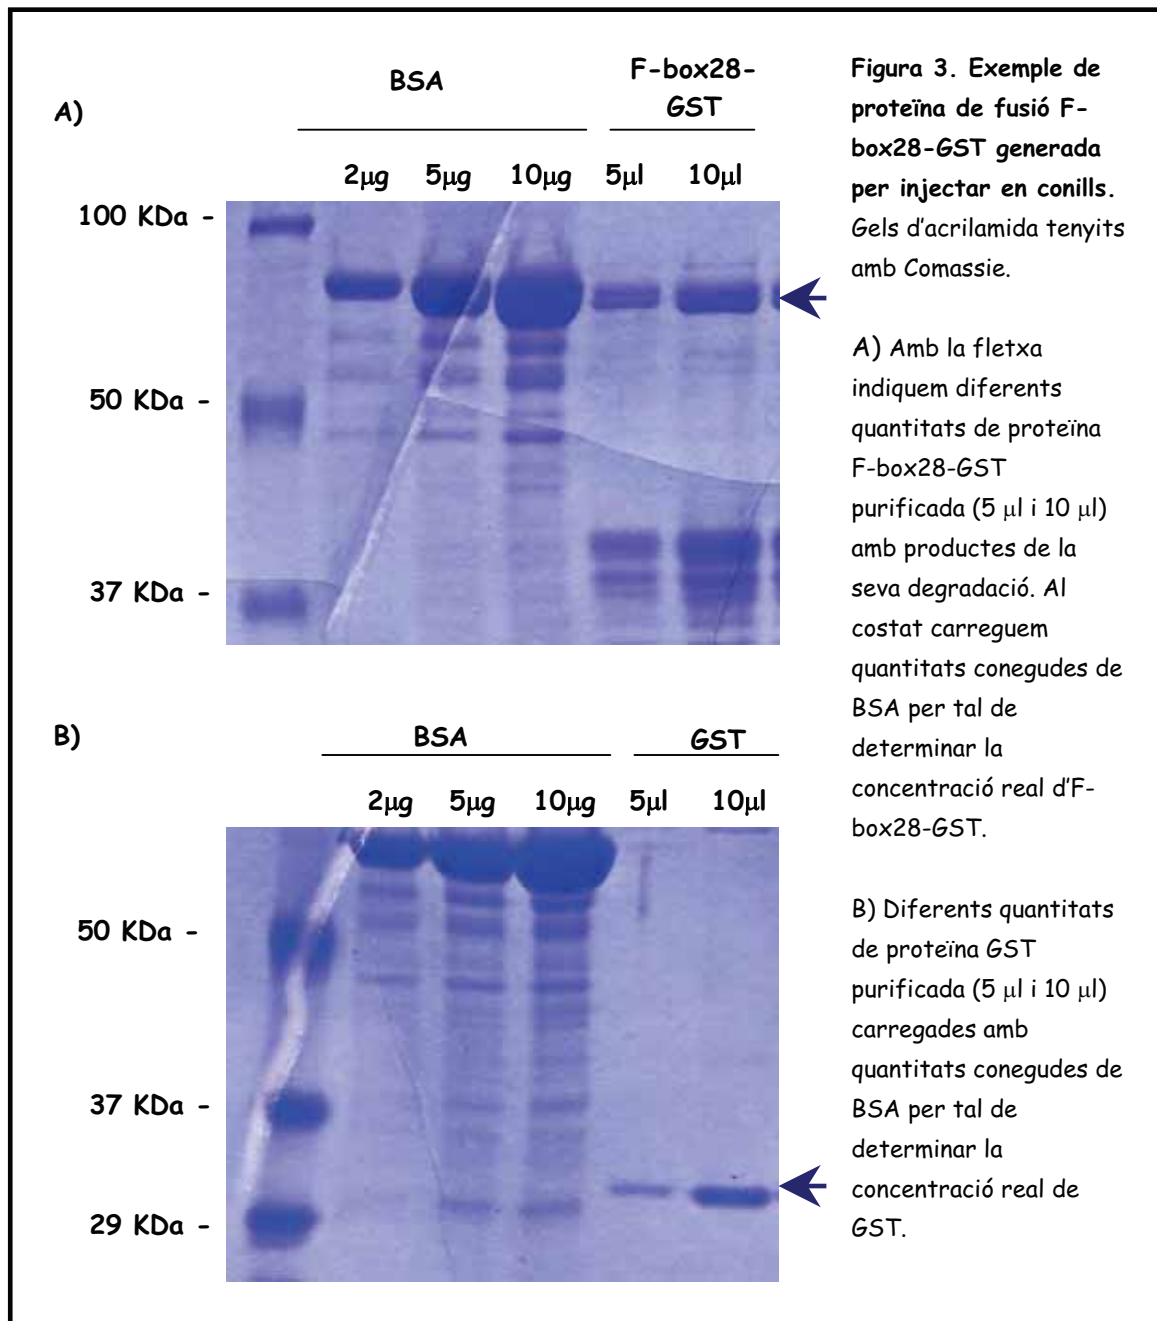 A)
BSA
F-box28-
GST
2μg 5μg 10μg 5μl 10μl
100 KDa -
50 KDa -
37 KDa -
B)
BSA
GST
2μg 5μg 10μg 5μl 10μl
50 KDa -
37 KDa -
29 KDa -
Figura 3. Exemple de
proteïna de fusió F-
box28-GST generada
per injectar en conills.
Gels d'acrilamida tenyits
amb Comassie.
A) Amb la fletxa
indiquem diferents
quantitats de proteïna
F-box28-GST
purificada (5 μl i 10 μl)
amb productes de la
seva degradació. Al
costat carreguem
quantitats conegudes de
BSA per tal de
determinar la
concentració real d'F-
box28-GST.
B) Diferents quantitats
de proteïna GST
purificada (5 μl i 10 μl)
carregades amb
quantitats conegudes de
BSA per tal de
determinar la
concentració real de
GST.